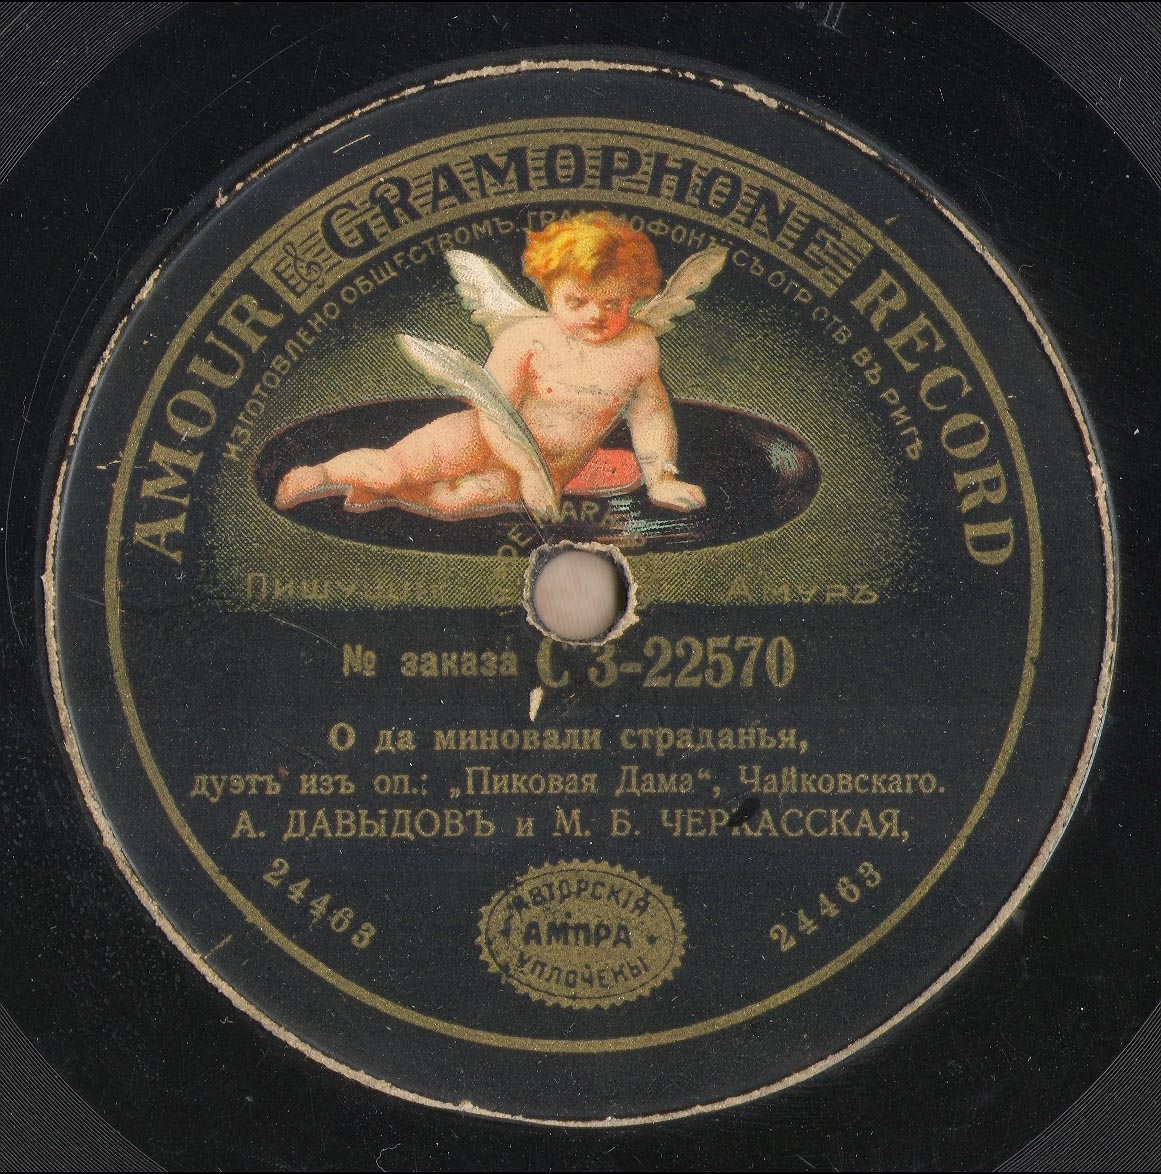 AMOUR GRAMOPHONE RECORD
ИЗГОТОВЛЕНО ОБЩЕСТВОМЪ ГРАММОФОНЪ СЪ ОГР ОТВ ВЪ РИГѢ
Пишущій Амуръ
№ заказа С 3-22570
О да миновали страданья,
дуэтъ изъ оп.: „Пиковая Дама“, Чайковскаго.
А. ДАВЫДОВЪ и М. Б. ЧЕРКАССКАЯ,
24463 24463
АВТОРСКІЯ
АМПРА
УПЛОЧЕНЫ